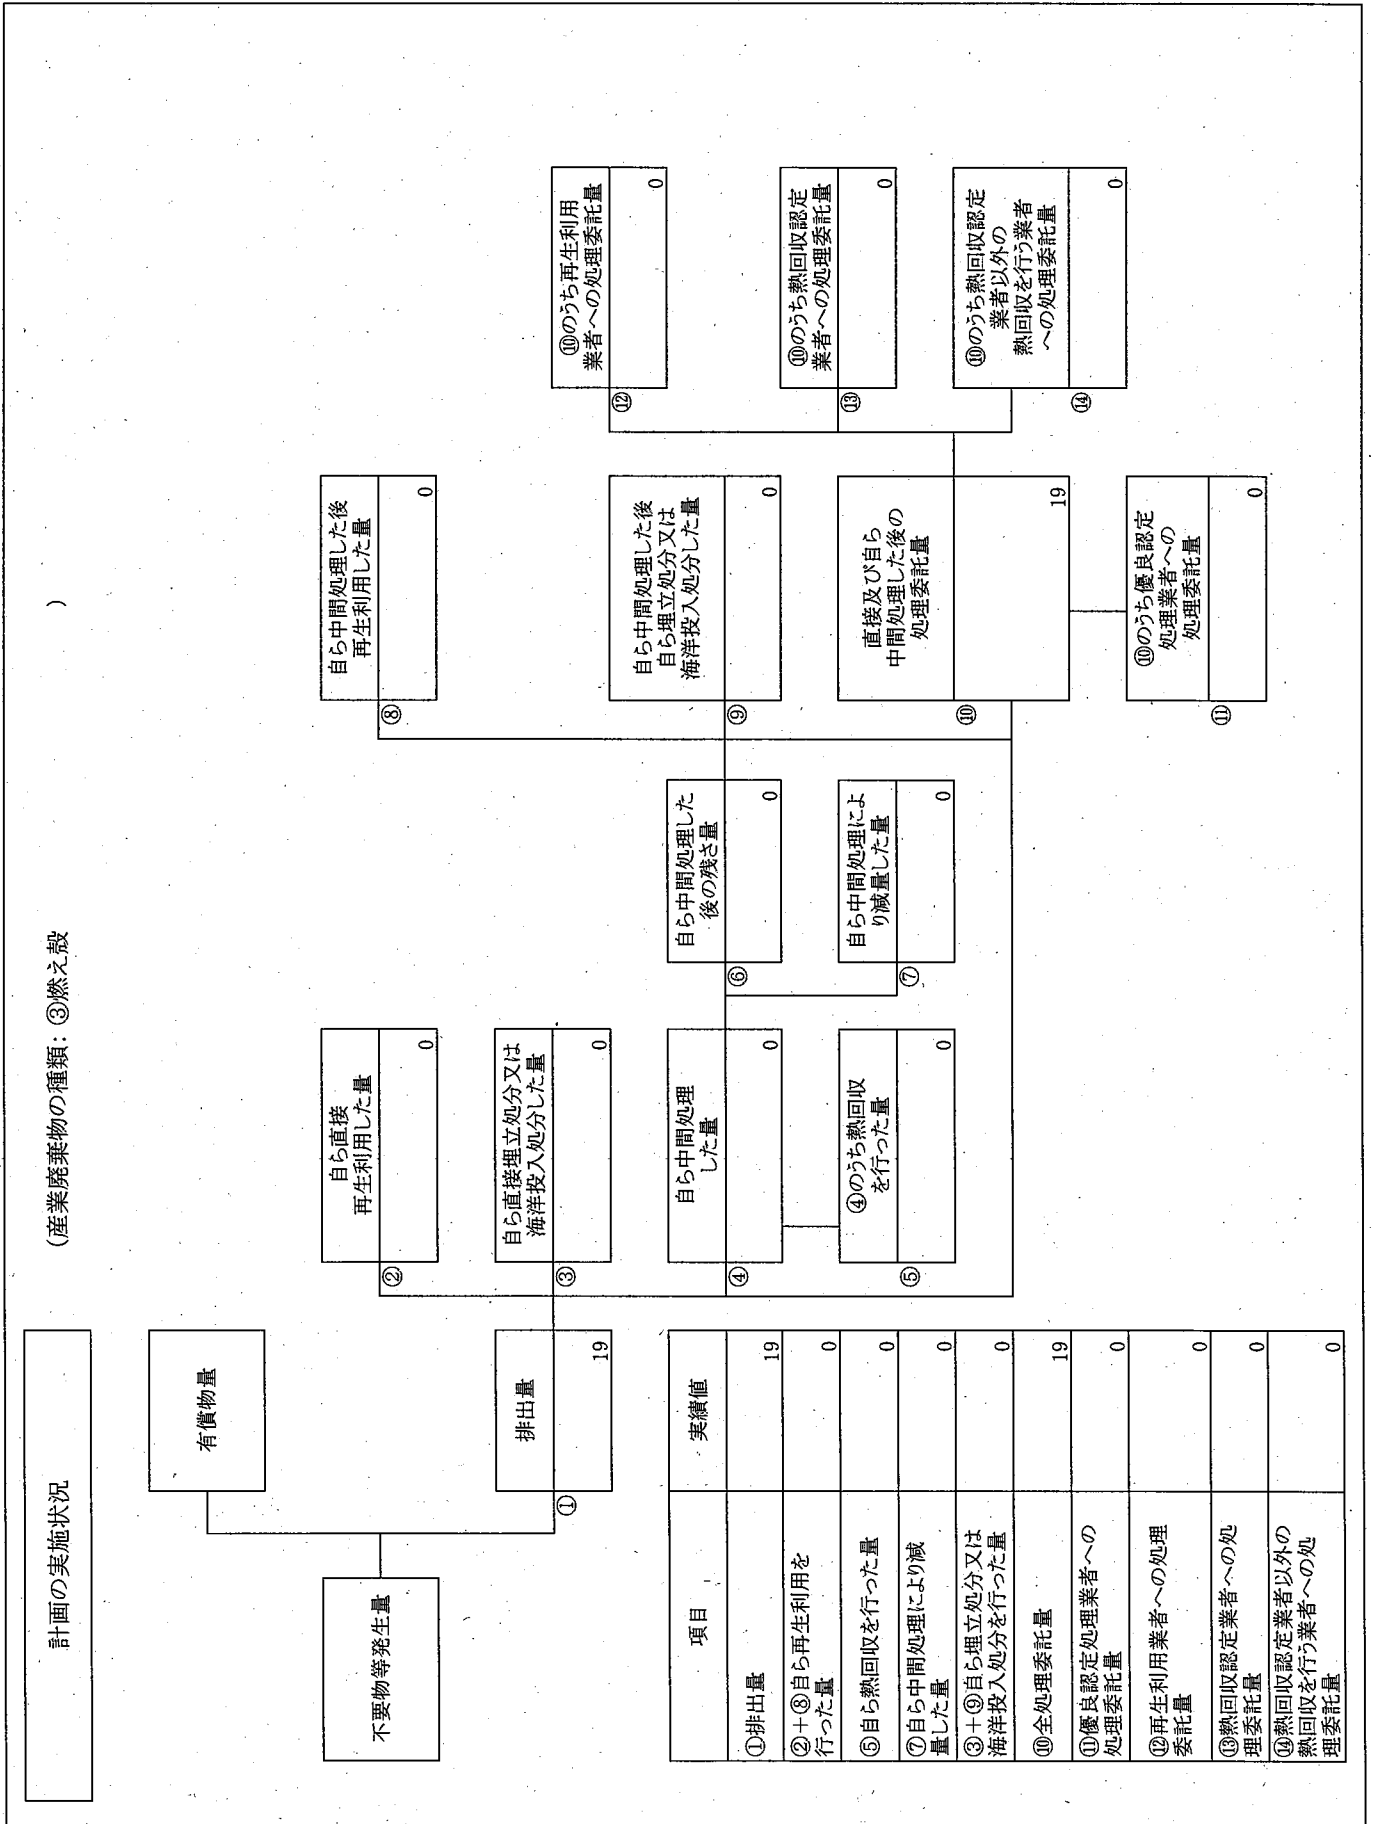 計画の実施状況
(産業廃棄物の種類: ③燃え殻
)
不要物等発生量
有償物量
①
排出量
19
②
自ら直接
再生利用した量
0
③
自ら直接埋立処分又は
海洋投入処分した量
0
④
自ら中間処理
した量
0
⑤
④のうち熱回収
を行った量
0
⑥
自ら中間処理した
後の残さ量
0
⑦
自ら中間処理によ
り減量した量
0
⑧
自ら中間処理した後
再生利用した量
0
⑨
自ら中間処理した後
自ら埋立処分又は
海洋投入処分した量
0
⑩
直接及び自ら
中間処理した後の
処理委託量
19
⑪
⑩のうち優良認定
処理業者への
処理委託量
0
⑫
⑩のうち再生利用
業者への処理委託量
0
⑬
⑩のうち熱回収認定
業者への処理委託量
0
⑭
⑩のうち熱回収認定
業者以外の
熱回収を行う業者
への処理委託量
0
項目 実績値
①排出量 19
②+⑧自ら再生利用を
行った量 0
⑤自ら熱回収を行った量 0
⑦自ら中間処理により減
量した量 0
③+⑨自ら埋立処分又は
海洋投入処分を行った量 0
⑩全処理委託量 19
⑪優良認定処理業者への
処理委託量 0
⑫再生利用業者への処理
委託量 0
⑬熱回収認定業者への処
理委託量 0
⑭熱回収認定業者以外の
熱回収を行う業者への処
理委託量 0